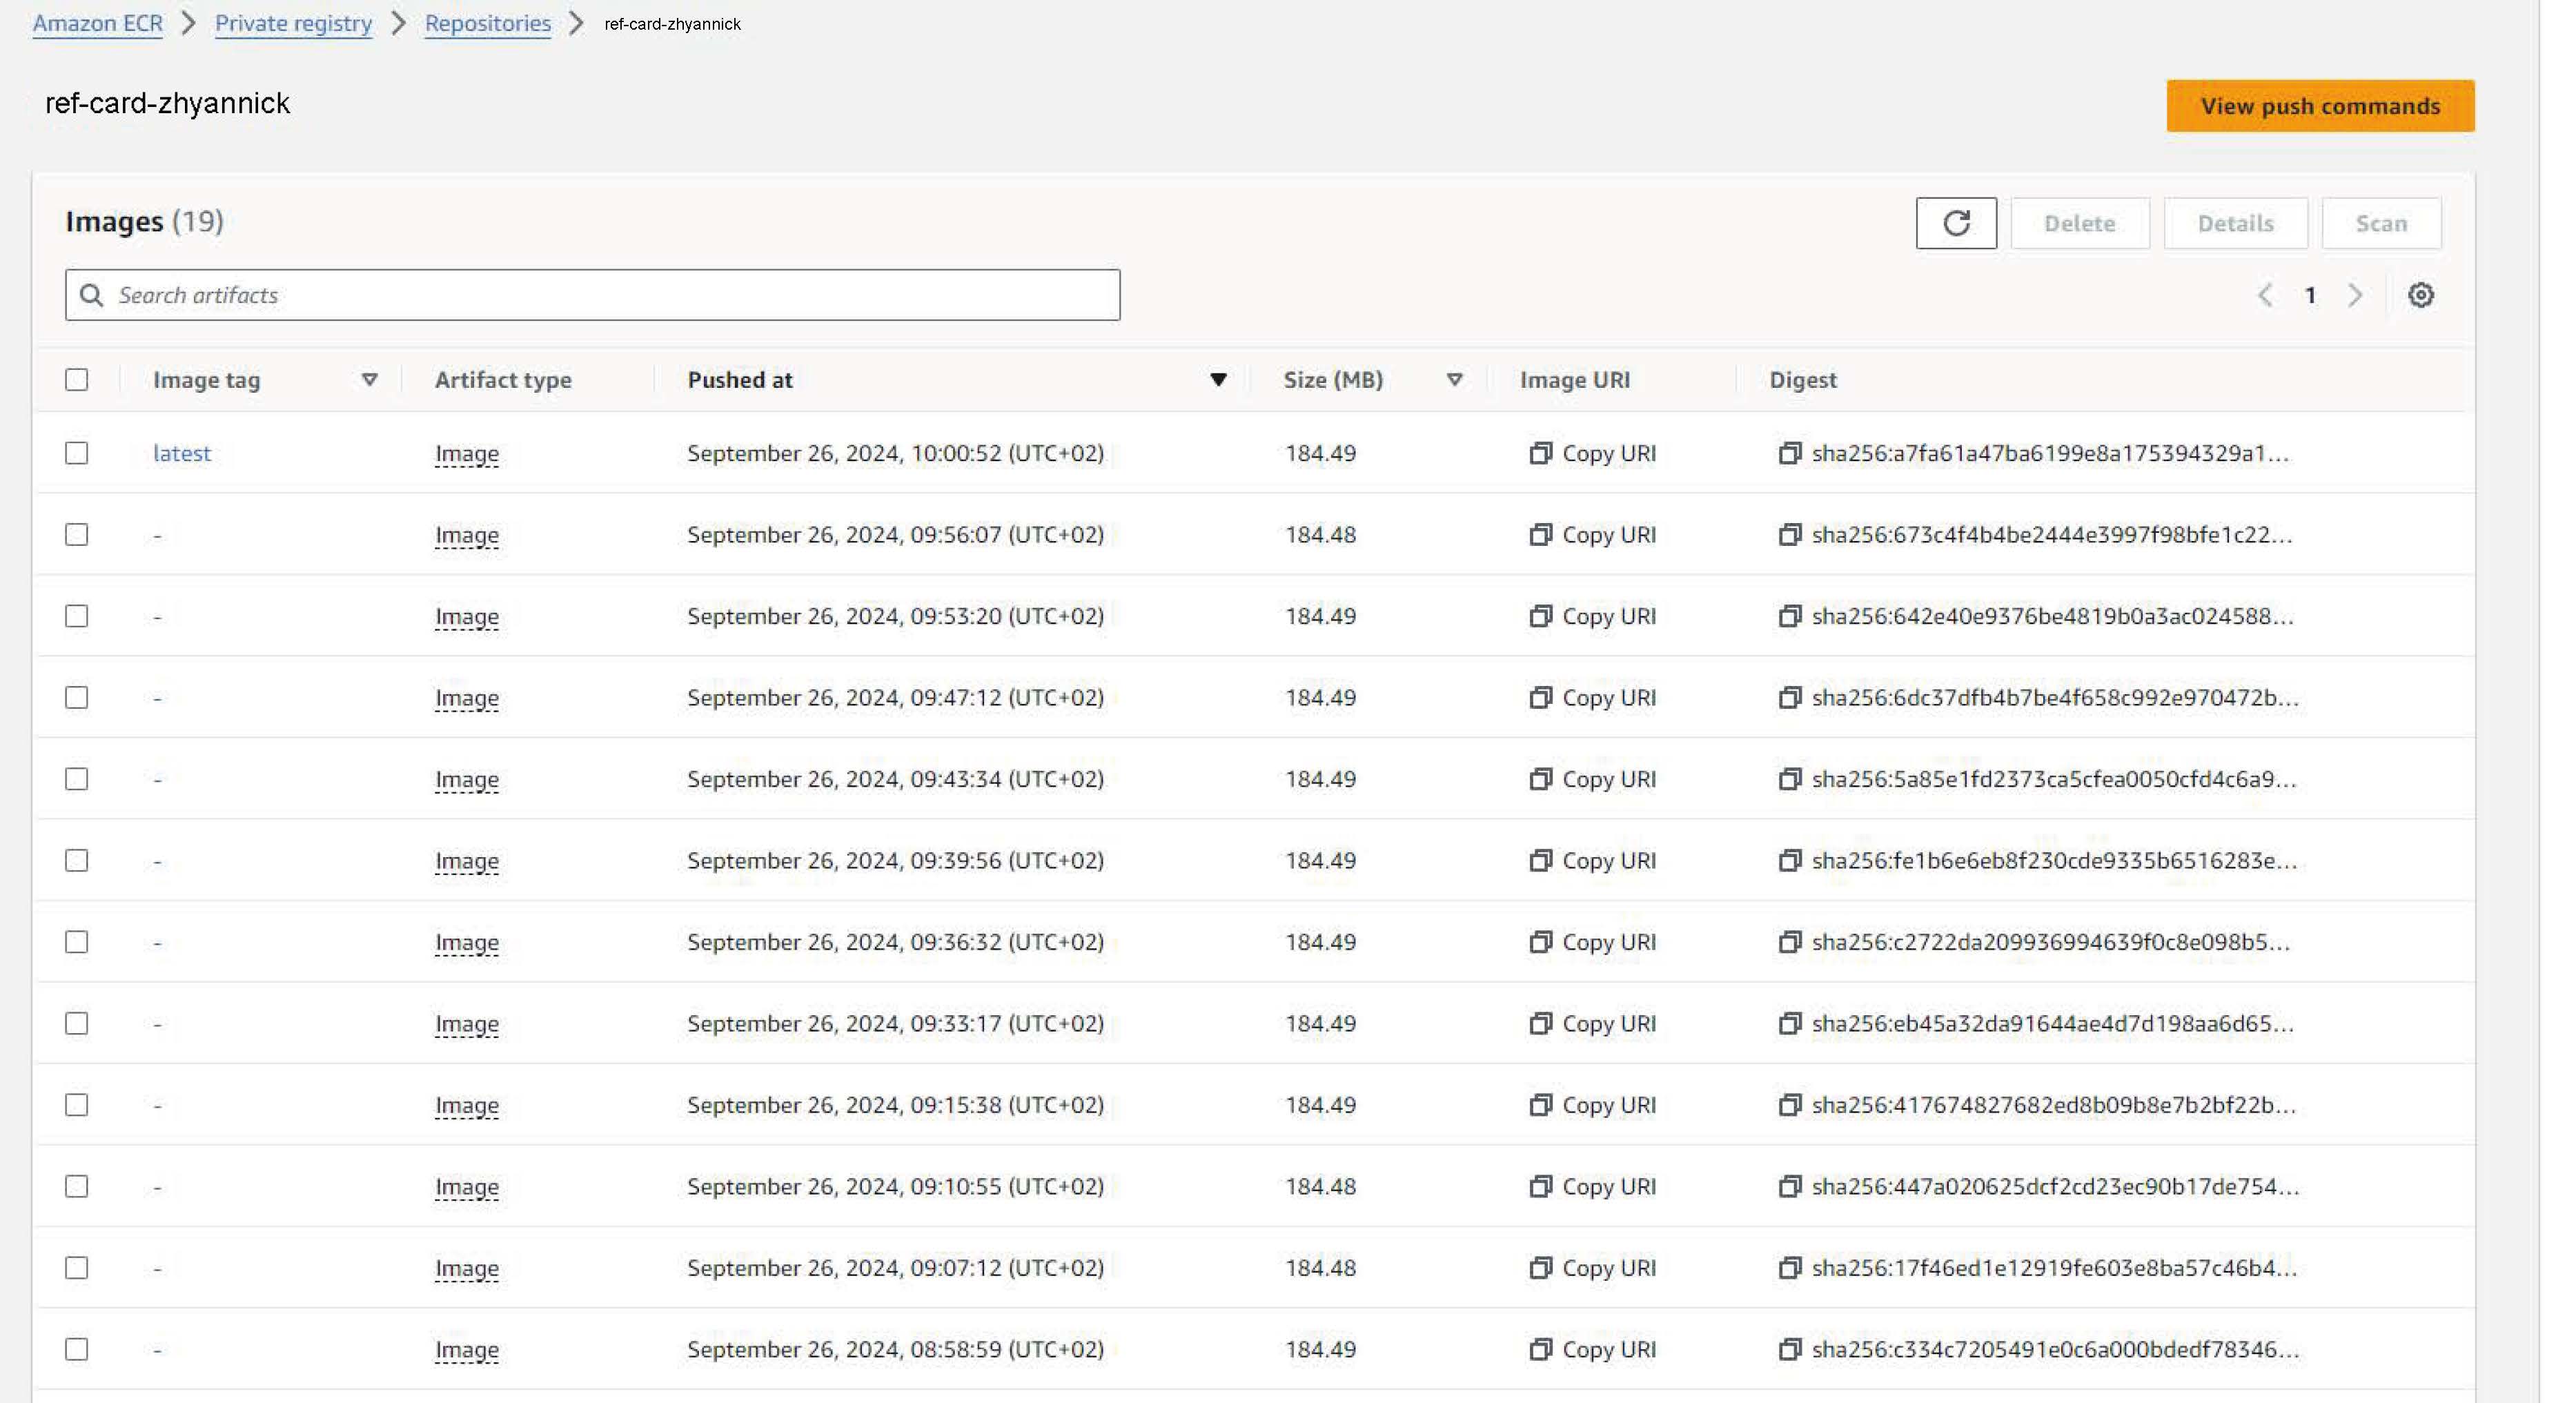 Amazon ECR > Private registry > Repositories > ref-card-zhyannick
ref-card-zhyannick
View push commands
Images (19)
Delete
Details
Scan
Search artifacts
1
Image tag Artifact type Pushed at Size (MB) Image URI Digest
latest Image September 26, 2024, 10:00:52 (UTC+02) 184.49 Copy URI sha256:a7fa61a47ba6199e8a175394329a1...
- Image September 26, 2024, 09:56:07 (UTC+02) 184.48 Copy URI sha256:673c4f4b4be2444e3997f98bfe1c22...
- Image September 26, 2024, 09:53:20 (UTC+02) 184.49 Copy URI sha256:642e40e9376be4819b0a3ac024588...
- Image September 26, 2024, 09:47:12 (UTC+02) 184.49 Copy URI sha256:6dc37dfb4b7be4f658c992e970472b...
- Image September 26, 2024, 09:43:34 (UTC+02) 184.49 Copy URI sha256:5a85e1fd2373ca5cfea0050cfd4c6a9...
- Image September 26, 2024, 09:39:56 (UTC+02) 184.49 Copy URI sha256:fe1b6e6eb8f230cde9335b6516283e...
- Image September 26, 2024, 09:36:32 (UTC+02) 184.49 Copy URI sha256:c2722da209936994639f0c8e098b5...
- Image September 26, 2024, 09:33:17 (UTC+02) 184.49 Copy URI sha256:eb45a32da91644ae4d7d198aa6d65...
- Image September 26, 2024, 09:15:38 (UTC+02) 184.49 Copy URI sha256:417674827682ed8b09b8e7b2bf22b...
- Image September 26, 2024, 09:10:55 (UTC+02) 184.48 Copy URI sha256:447a020625dcf2cd23ec90b17de754...
- Image September 26, 2024, 09:07:12 (UTC+02) 184.48 Copy URI sha256:17f46ed1e12919fe603e8ba57c46b4...
- Image September 26, 2024, 08:58:59 (UTC+02) 184.49 Copy URI sha256:c334c7205491e0c6a000bdedf78346...